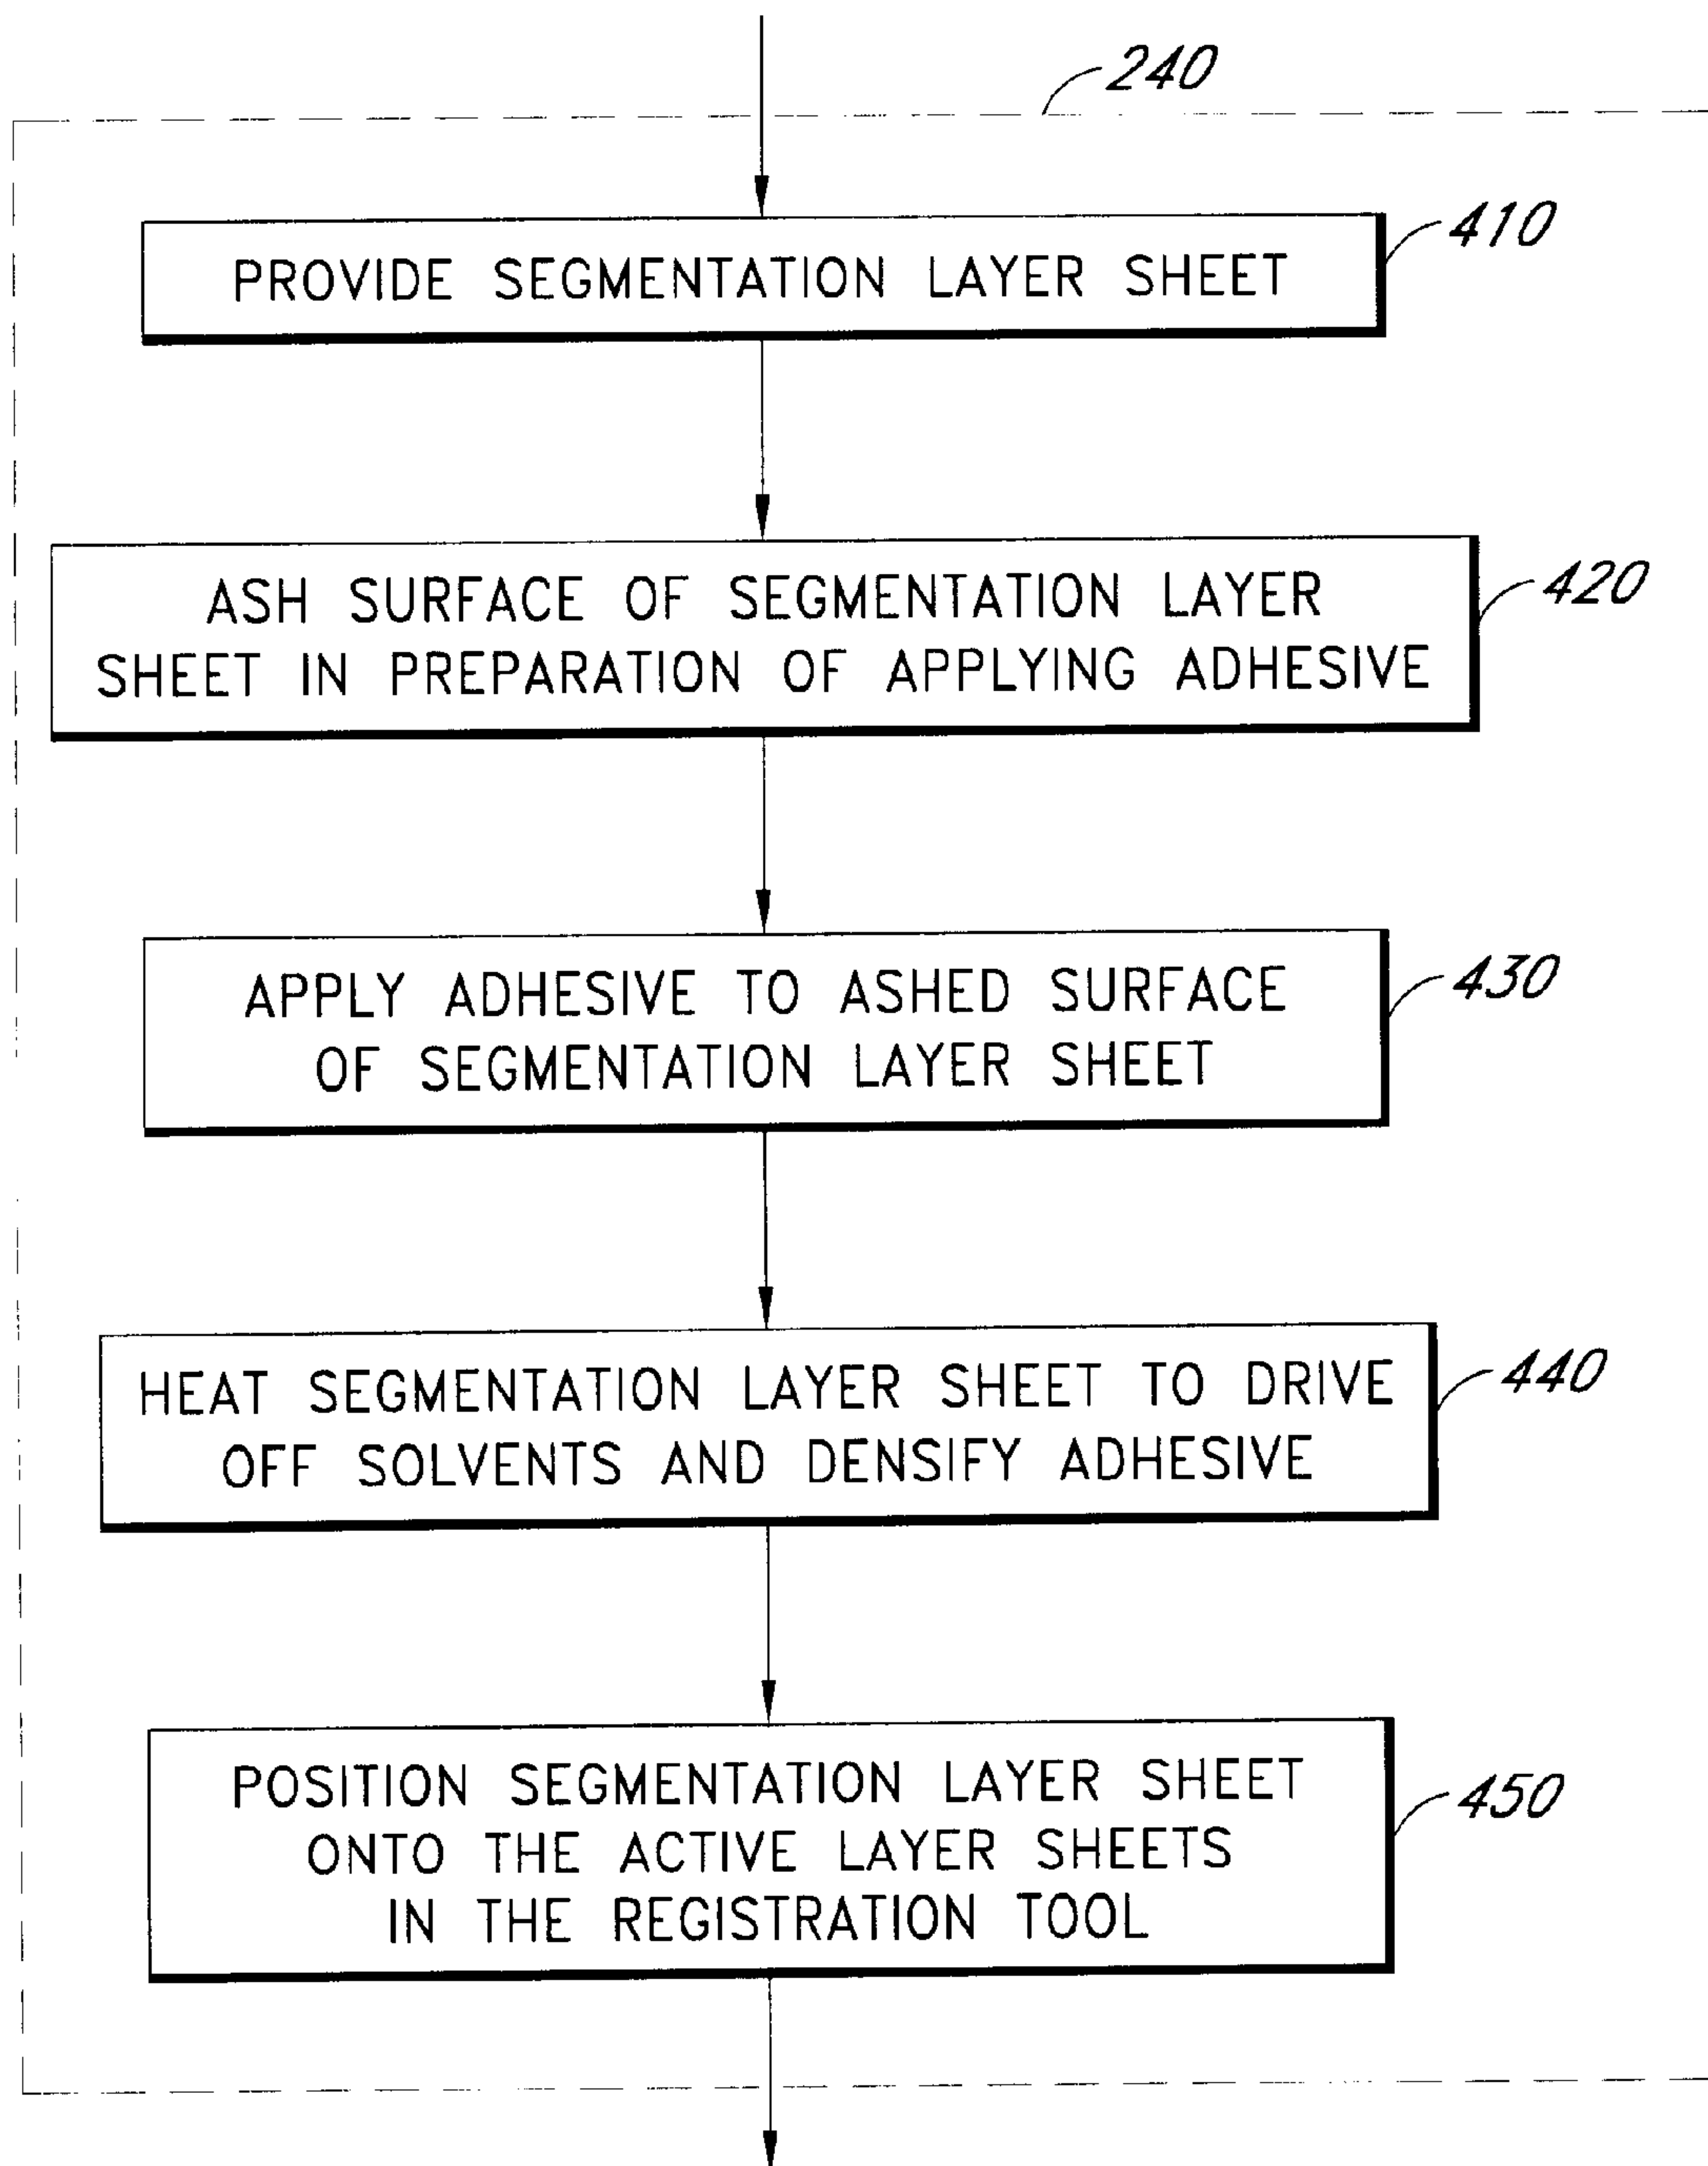 240
PROVIDE SEGMENTATION LAYER SHEET
410
ASH SURFACE OF SEGMENTATION LAYER
SHEET IN PREPARATION OF APPLYING ADHESIVE
420
APPLY ADHESIVE TO ASHED SURFACE
OF SEGMENTATION LAYER SHEET
430
HEAT SEGMENTATION LAYER SHEET TO DRIVE
OFF SOLVENTS AND DENSIFY ADHESIVE
440
POSITION SEGMENTATION LAYER SHEET
ONTO THE ACTIVE LAYER SHEETS
IN THE REGISTRATION TOOL
450